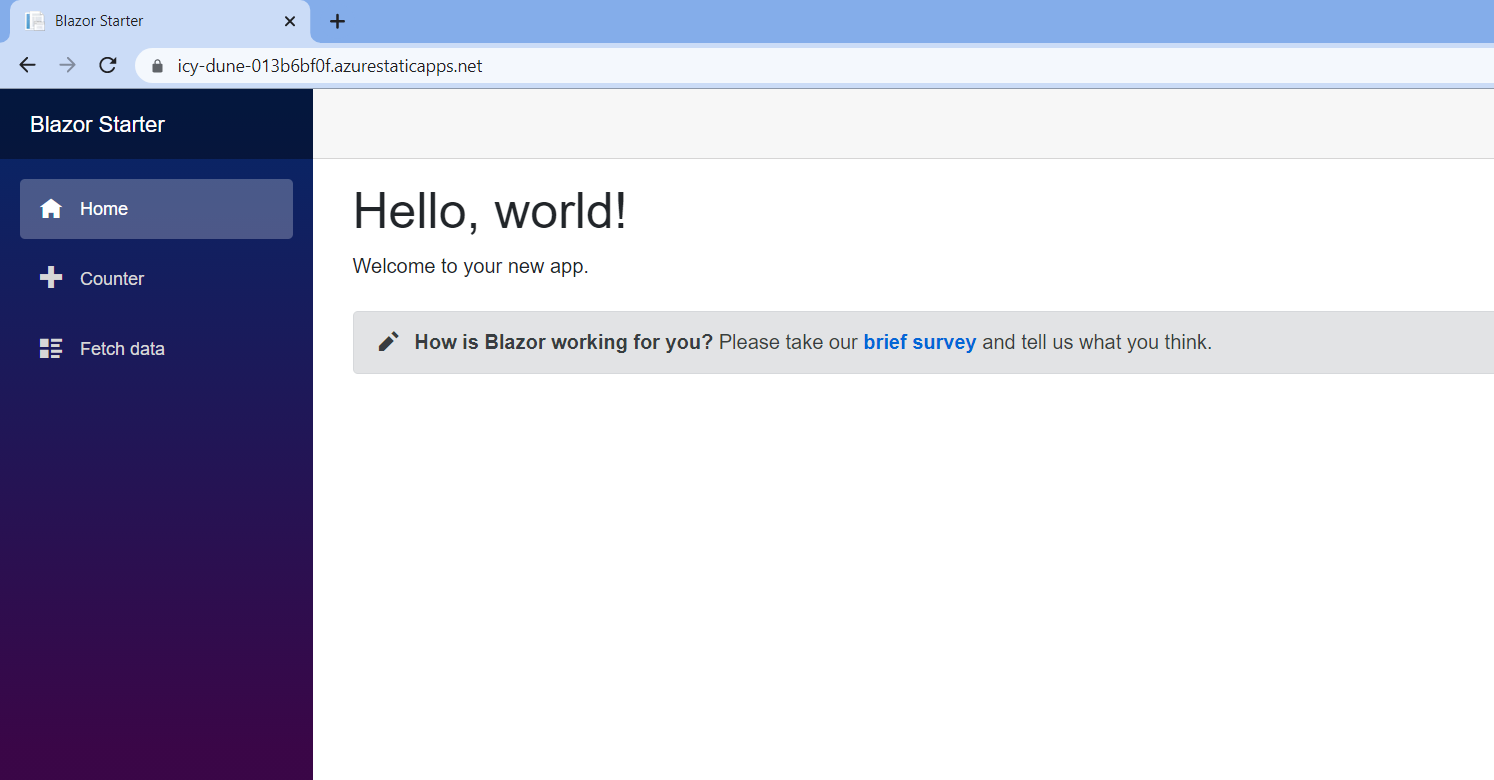 Blazor Starter
icy-dune-013b6bf0f.azurestaticapps.net
Blazor Starter
Home
Counter
Fetch data
Hello, world!
Welcome to your new app.
How is Blazor working for you? Please take our brief survey and tell us what you think.